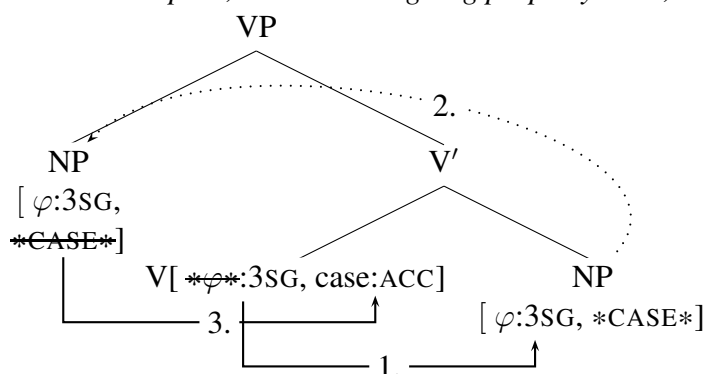 VP
2.
NP V′
[ φ:3SG,
*CASE*]
V[ *φ*:3SG, case:ACC] NP
3. [ φ:3SG, *CASE*]
1.